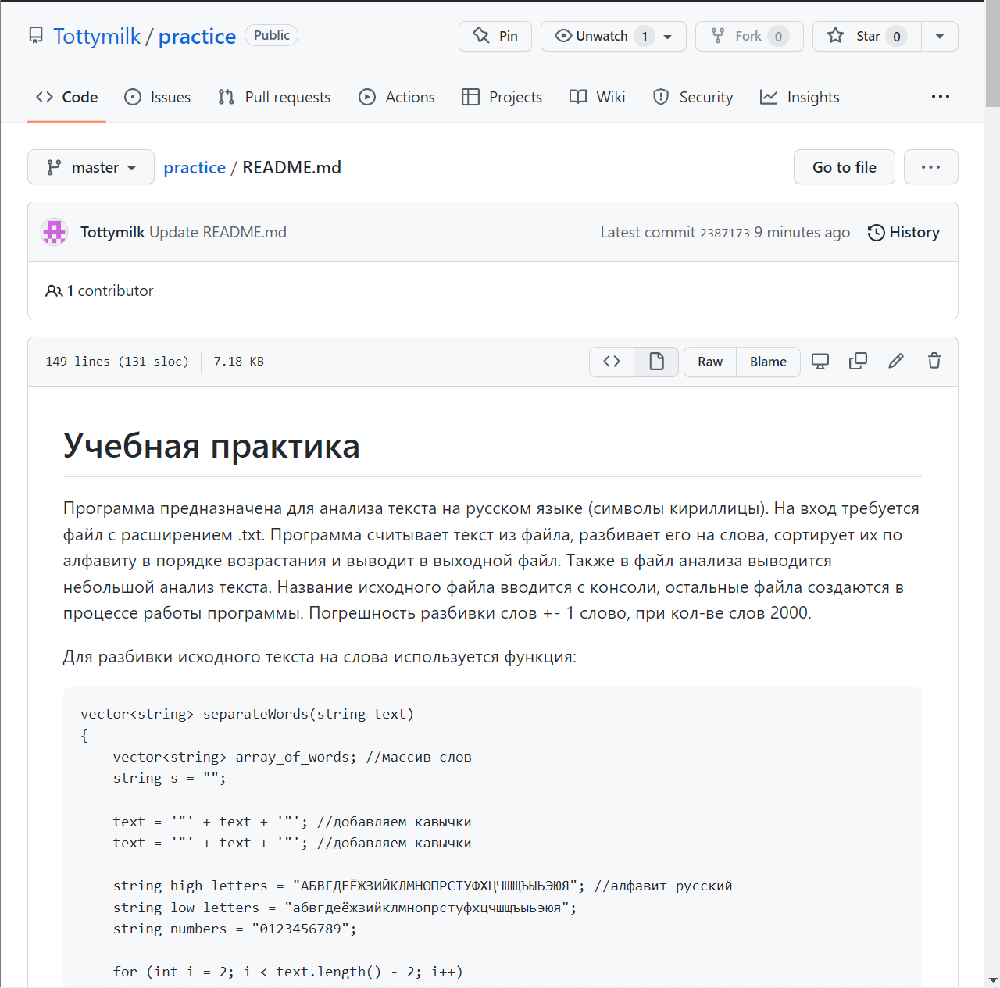 Tottymilk / practice Public Pin Unwatch 1 Fork 0 Star 0
Code Issues Pull requests Actions Projects Wiki Security Insights
master practice / README.md Go to file
Tottymilk Update README.md Latest commit 2387173 9 minutes ago History
1 contributor
149 lines (131 sloc) 7.18 KB Raw Blame
Учебная практика
Программа предназначена для анализа текста на русском языке (символы кириллицы). На вход требуется
файл с расширением .txt. Программа считывает текст из файла, разбивает его на слова, сортирует их по
алфавиту в порядке возрастания и выводит в выходной файл. Также в файл анализа выводится
небольшой анализ текста. Название исходного файла вводится с консоли, остальные файла создаются в
процессе работы программы. Погрешность разбивки слов +- 1 слово, при кол-ве слов 2000.
Для разбивки исходного текста на слова используется функция:
vector<string> separateWords(string text)
{
vector<string> array_of_words; //массив слов
string s = "";
text = '"' + text + '"'; //добавляем кавычки
text = '"' + text + '"'; //добавляем кавычки
string high_letters = "АБВГДЕЁЖЗИЙКЛМНОПРСТУФХЦЧШЩЪЫЬЭЮЯ"; //алфавит русский
string low_letters = "абвгдеёжзийклмнопрстуфхцчшщъыьэюя";
string numbers = "0123456789";
for (int i = 2; i < text.length() - 2; i++)